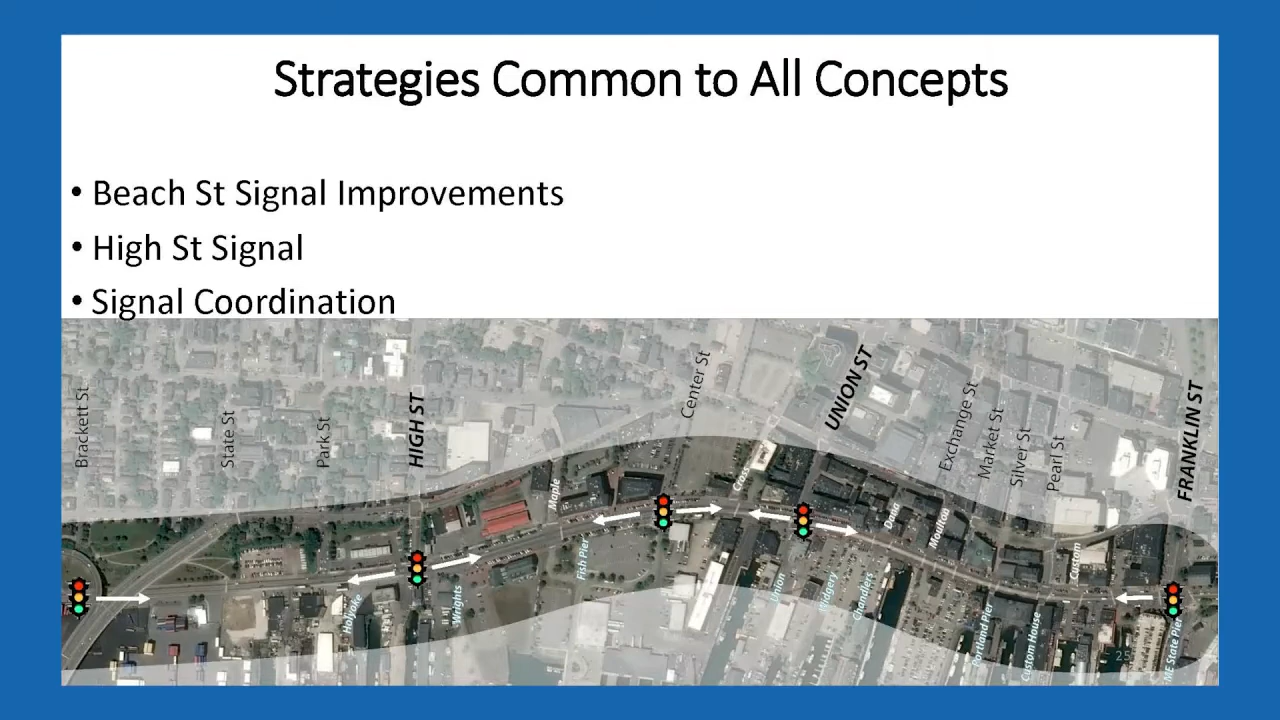 Strategies Common to All Concepts
• Beach St Signal Improvements
• High St Signal
• Signal Coordination
Brackett St
State St
Park St
HIGH ST
Center St
UNION ST
Exchange St
Market St
Silver St
Pearl St
FRANKLIN ST
Maple
Cross
Dana
Moulton
Custom
Holyoke
Wrights
Fish Pier
Union
Widgery
Chandlers
Portland Pier
Custom House
ME State Pier
25